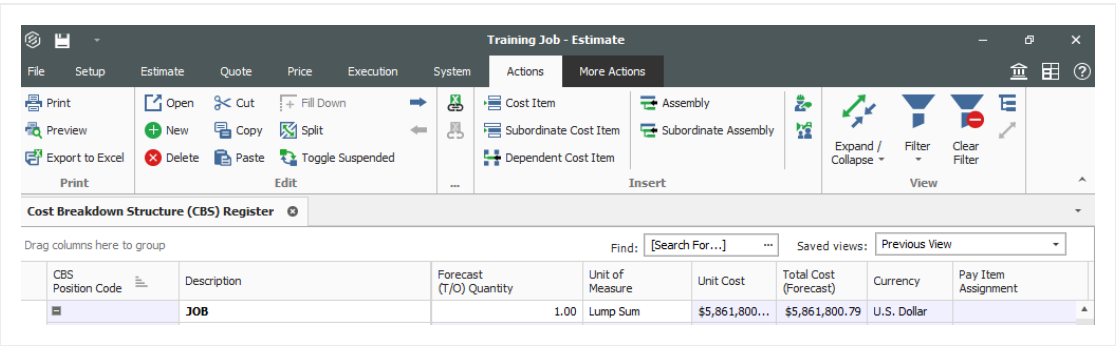 Training Job - Estimate
File Setup Estimate Quote Price Execution System Actions More Actions
Print Open Cut Fill Down Cost Item Assembly
Preview New Copy Split Subordinate Cost Item Subordinate Assembly
Export to Excel Delete Paste Toggle Suspended Dependent Cost Item
Expand / Collapse Filter Clear Filter
Print Edit ... Insert View
Cost Breakdown Structure (CBS) Register
Drag columns here to group Find: [Search For...] ... Saved views: Previous View
CBS Position Code Description Forecast (T/O) Quantity Unit of Measure Unit Cost Total Cost (Forecast) Currency Pay Item Assignment
JOB 1.00 Lump Sum $5,861,800... $5,861,800.79 U.S. Dollar